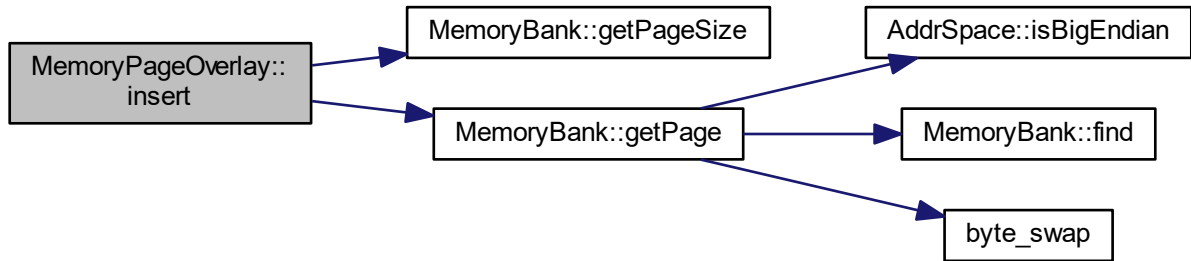 MemoryPageOverlay::
insert
MemoryBank::getPageSize
MemoryBank::getPage
AddrSpace::isBigEndian
MemoryBank::find
byte_swap